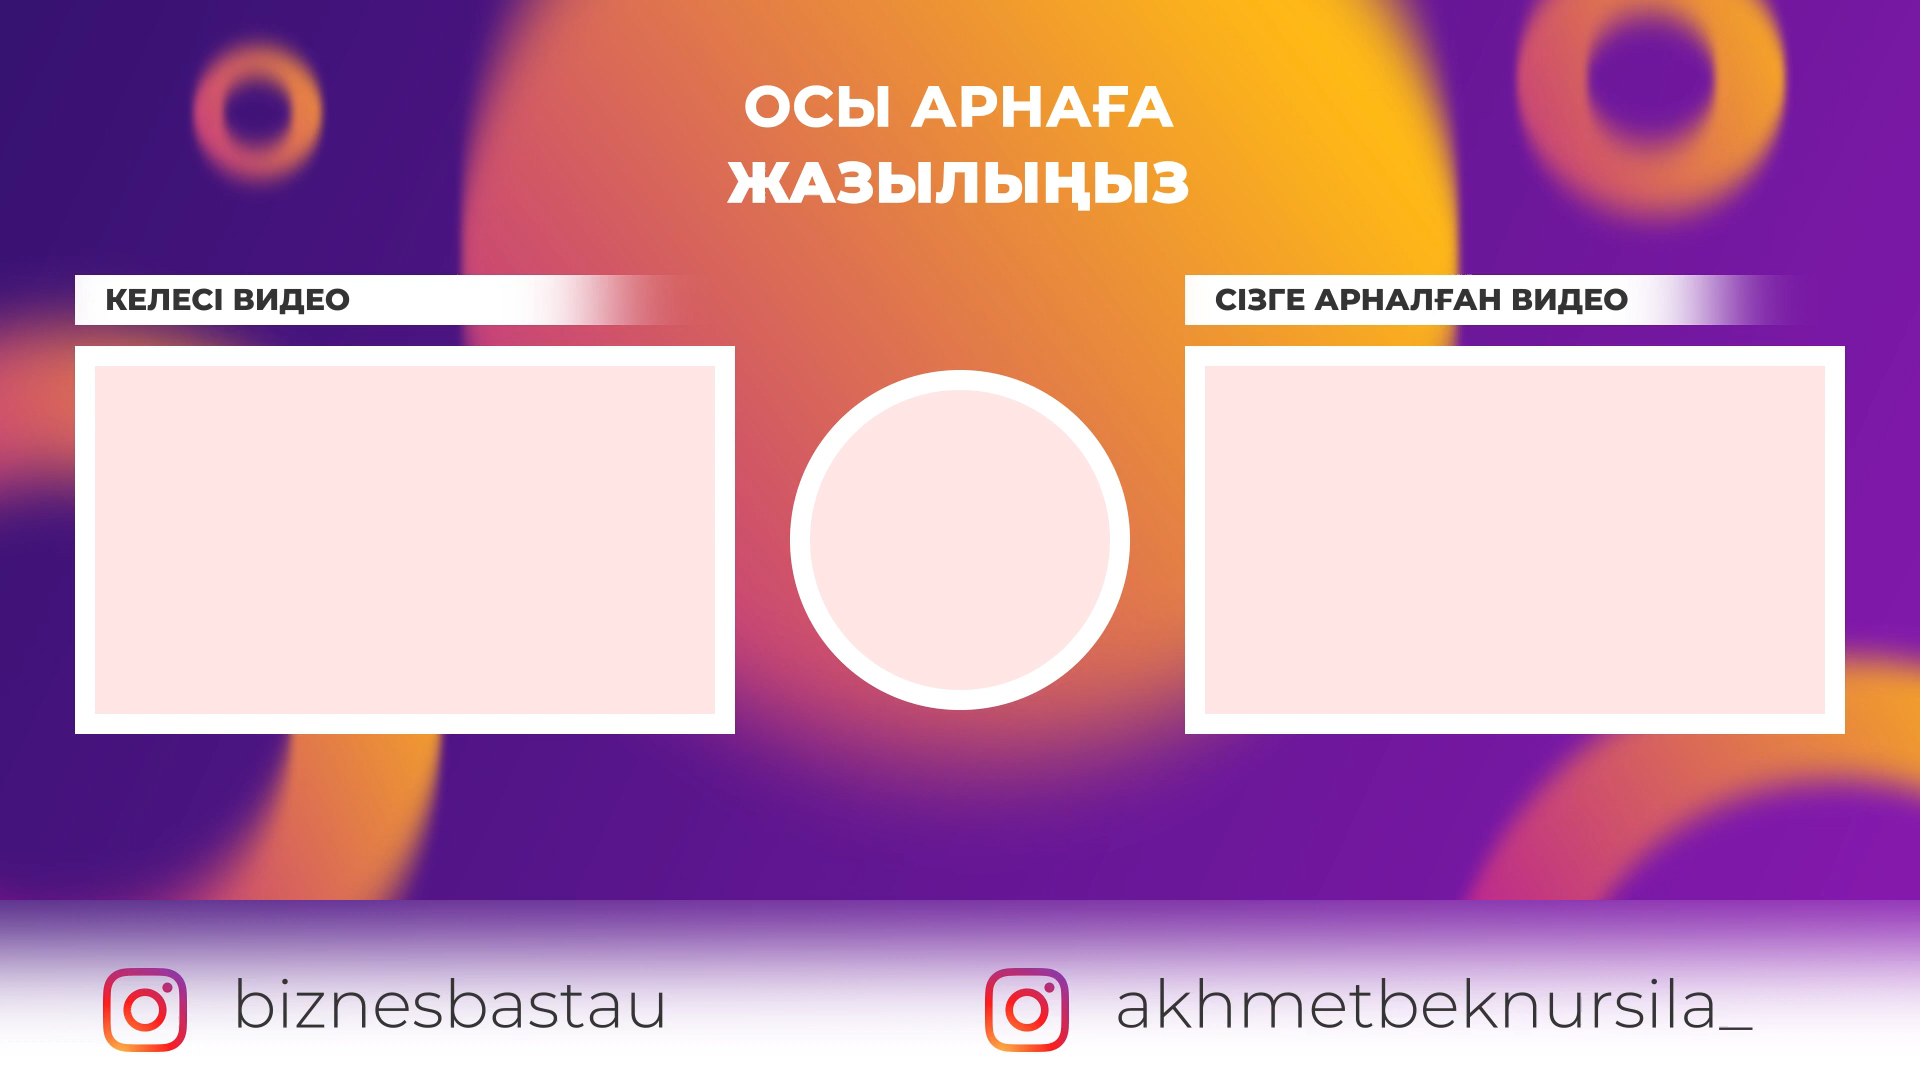 ОСЫ АРНАҒА
ЖАЗЫЛЫҢЫЗ
КЕЛЕСІ ВИДЕО
СІЗГЕ АРНАЛҒАН ВИДЕО
biznesbastau
akhmetbeknursila_